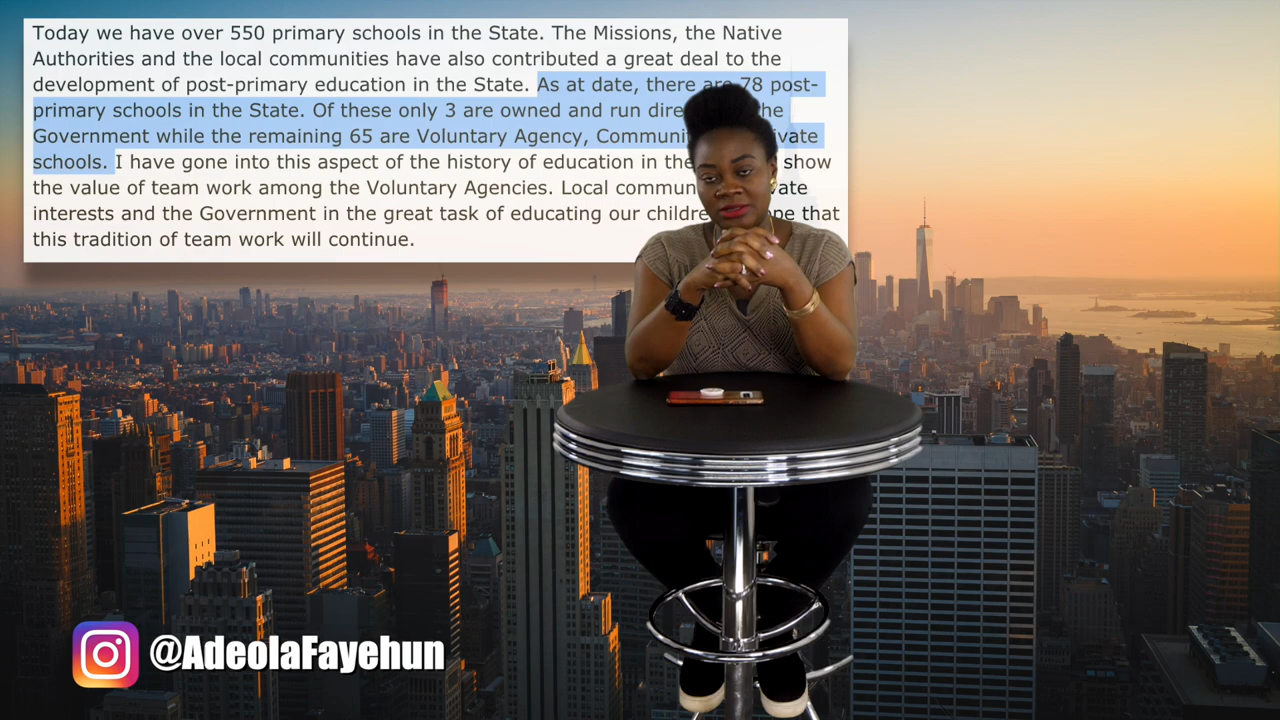 Today we have over 550 primary schools in the State. The Missions, the Native
Authorities and the local communities have also contributed a great deal to the
development of post-primary education in the State. As at date, there are 78 post-
primary schools in the State. Of these only 3 are owned and run he
Government while the remaining 65 are Voluntary Agency,
schools. I have gone into this aspect of the history of education in the show
the value of team work among the Voluntary Agencies. Local
interests and the Government in the great task of educating our that
this tradition of team work will continue.
@AdeolaFayehun